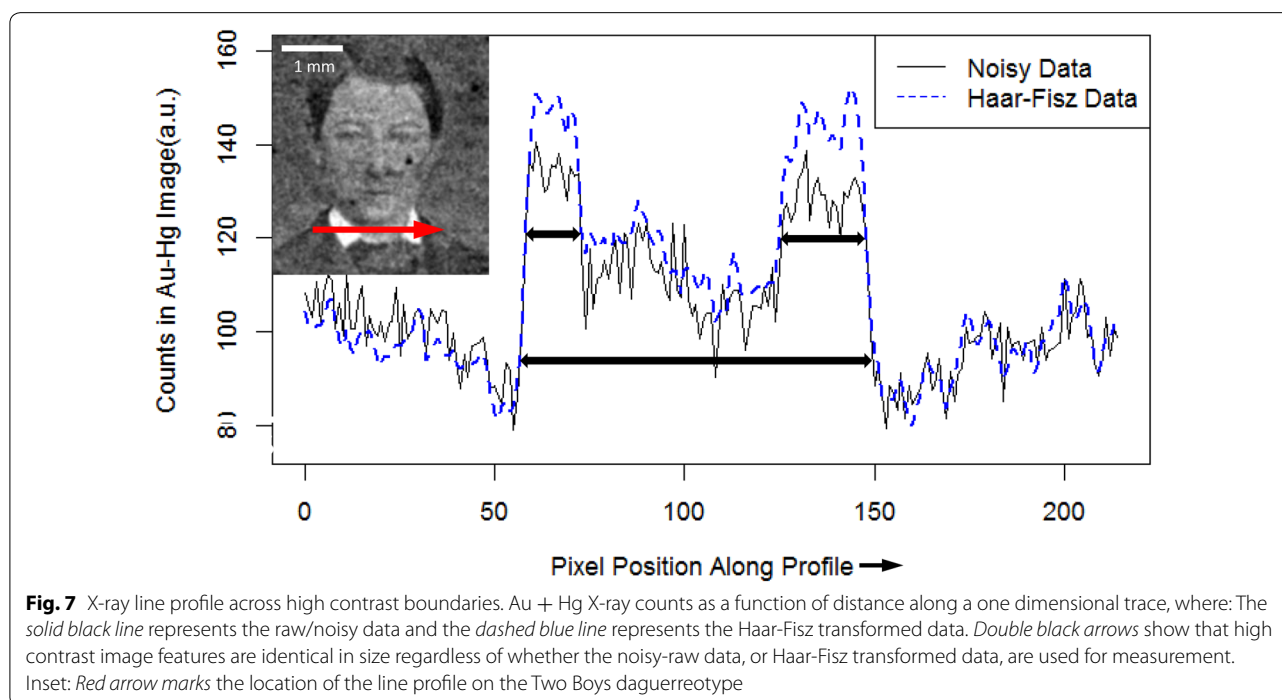 160
140
120
100
80
Counts in Au-Hg Image(a.u.)
1 mm
Noisy Data
Haar-Fisz Data
0
50
100
150
200
Pixel Position Along Profile
Fig. 7 X-ray line profile across high contrast boundaries. Au + Hg X-ray counts as a function of distance along a one dimensional trace, where: The
solid black line represents the raw/noisy data and the dashed blue line represents the Haar-Fisz transformed data. Double black arrows show that high
contrast image features are identical in size regardless of whether the noisy-raw data, or Haar-Fisz transformed data, are used for measurement.
Inset: Red arrow marks the location of the line profile on the Two Boys daguerreotype